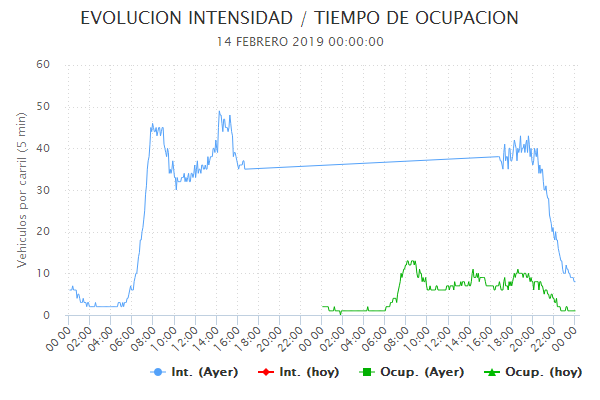 EVOLUCION INTENSIDAD / TIEMPO DE OCUPACION
14 FEBRERO 2019 00:00:00
Vehiculos por carril (5 min)
60
50
40
30
20
10
0
00:00 02:00 04:00 06:00 08:00 10:00 12:00 14:00 16:00 18:00 20:00 22:00 00:00 02:00 04:00 06:00 08:00 10:00 12:00 14:00 16:00 18:00 20:00 22:00 00:00
Int. (Ayer) Int. (hoy) Ocup. (Ayer) Ocup. (hoy)